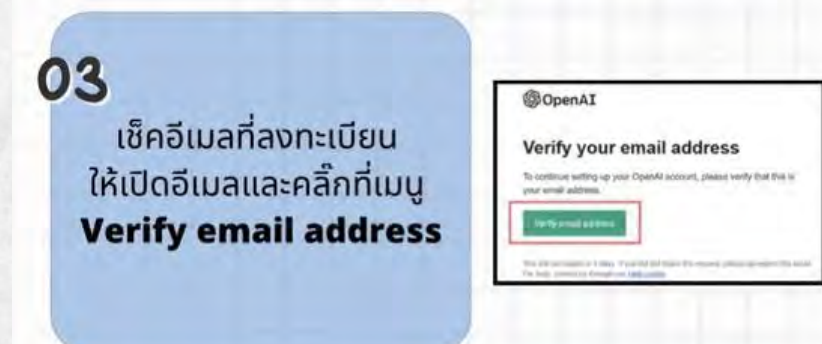 03
เช็คอีเมลที่ลงทะเบียน
ให้เปิดอีเมลและคลิ๊กที่เมนู
Verify email address
OpenAI
Verify your email address
To continue setting up your OpenAI account, please verify that this is
your email address.
Verify email address